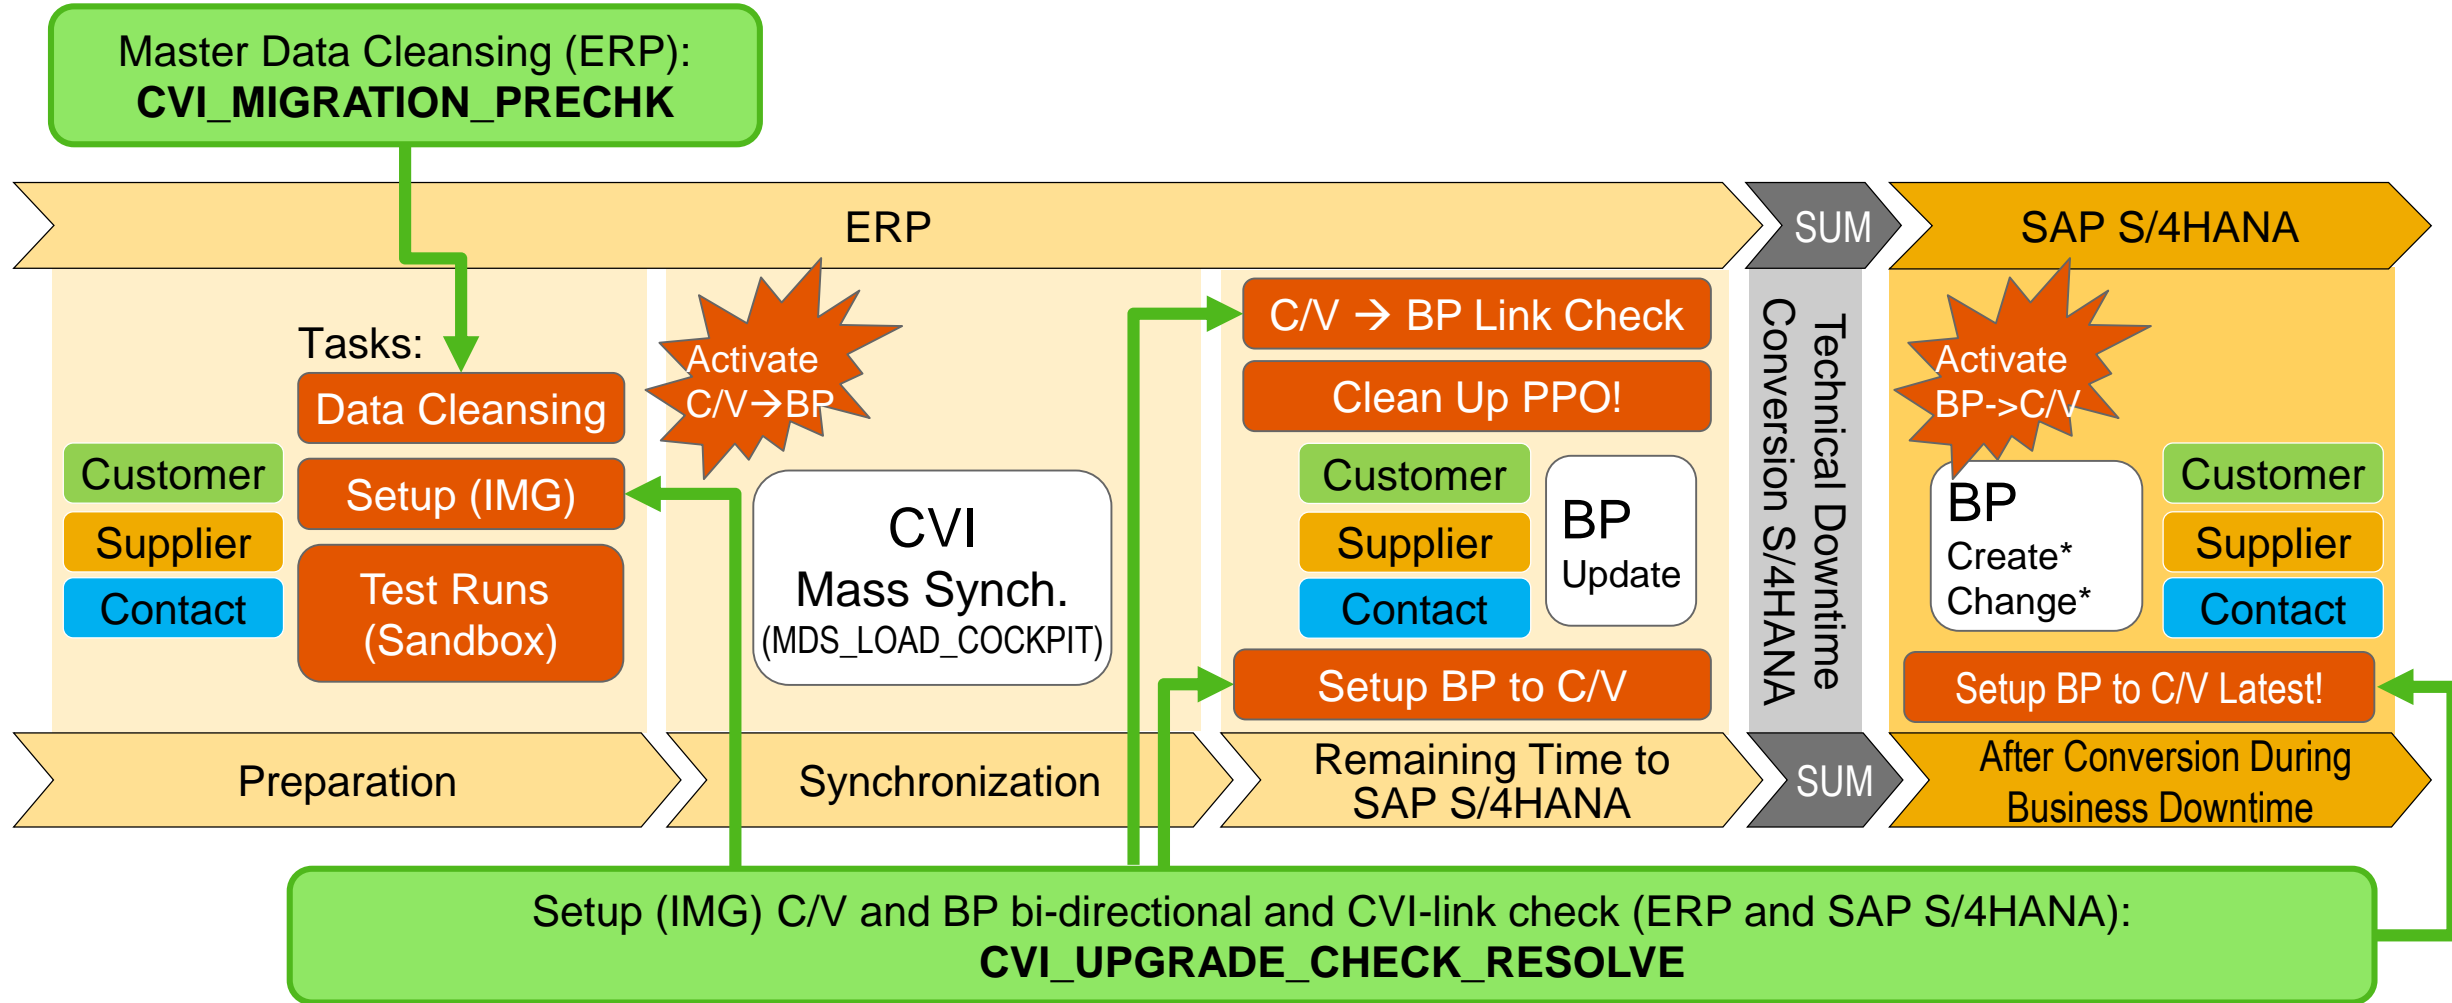 Master Data Cleansing (ERP):
CVI_MIGRATION_PRECHK
ERP
SUM
SAP S/4HANA
Tasks:
Data Cleansing
Setup (IMG)
Test Runs
(Sandbox)
Customer
Supplier
Contact
Activate
C/V→BP
CVI
Mass Synch.
(MDS_LOAD_COCKPIT)
C/V → BP Link Check
Clean Up PPO!
Customer
Supplier
Contact
BP
Update
Setup BP to C/V
Technical Downtime
Conversion S/4HANA
Activate
BP->C/V
BP
Create*
Change*
Customer
Supplier
Contact
Setup BP to C/V Latest!
Preparation
Synchronization
Remaining Time to
SAP S/4HANA
SUM
After Conversion During
Business Downtime
Setup (IMG) C/V and BP bi-directional and CVI-link check (ERP and SAP S/4HANA):
CVI_UPGRADE_CHECK_RESOLVE